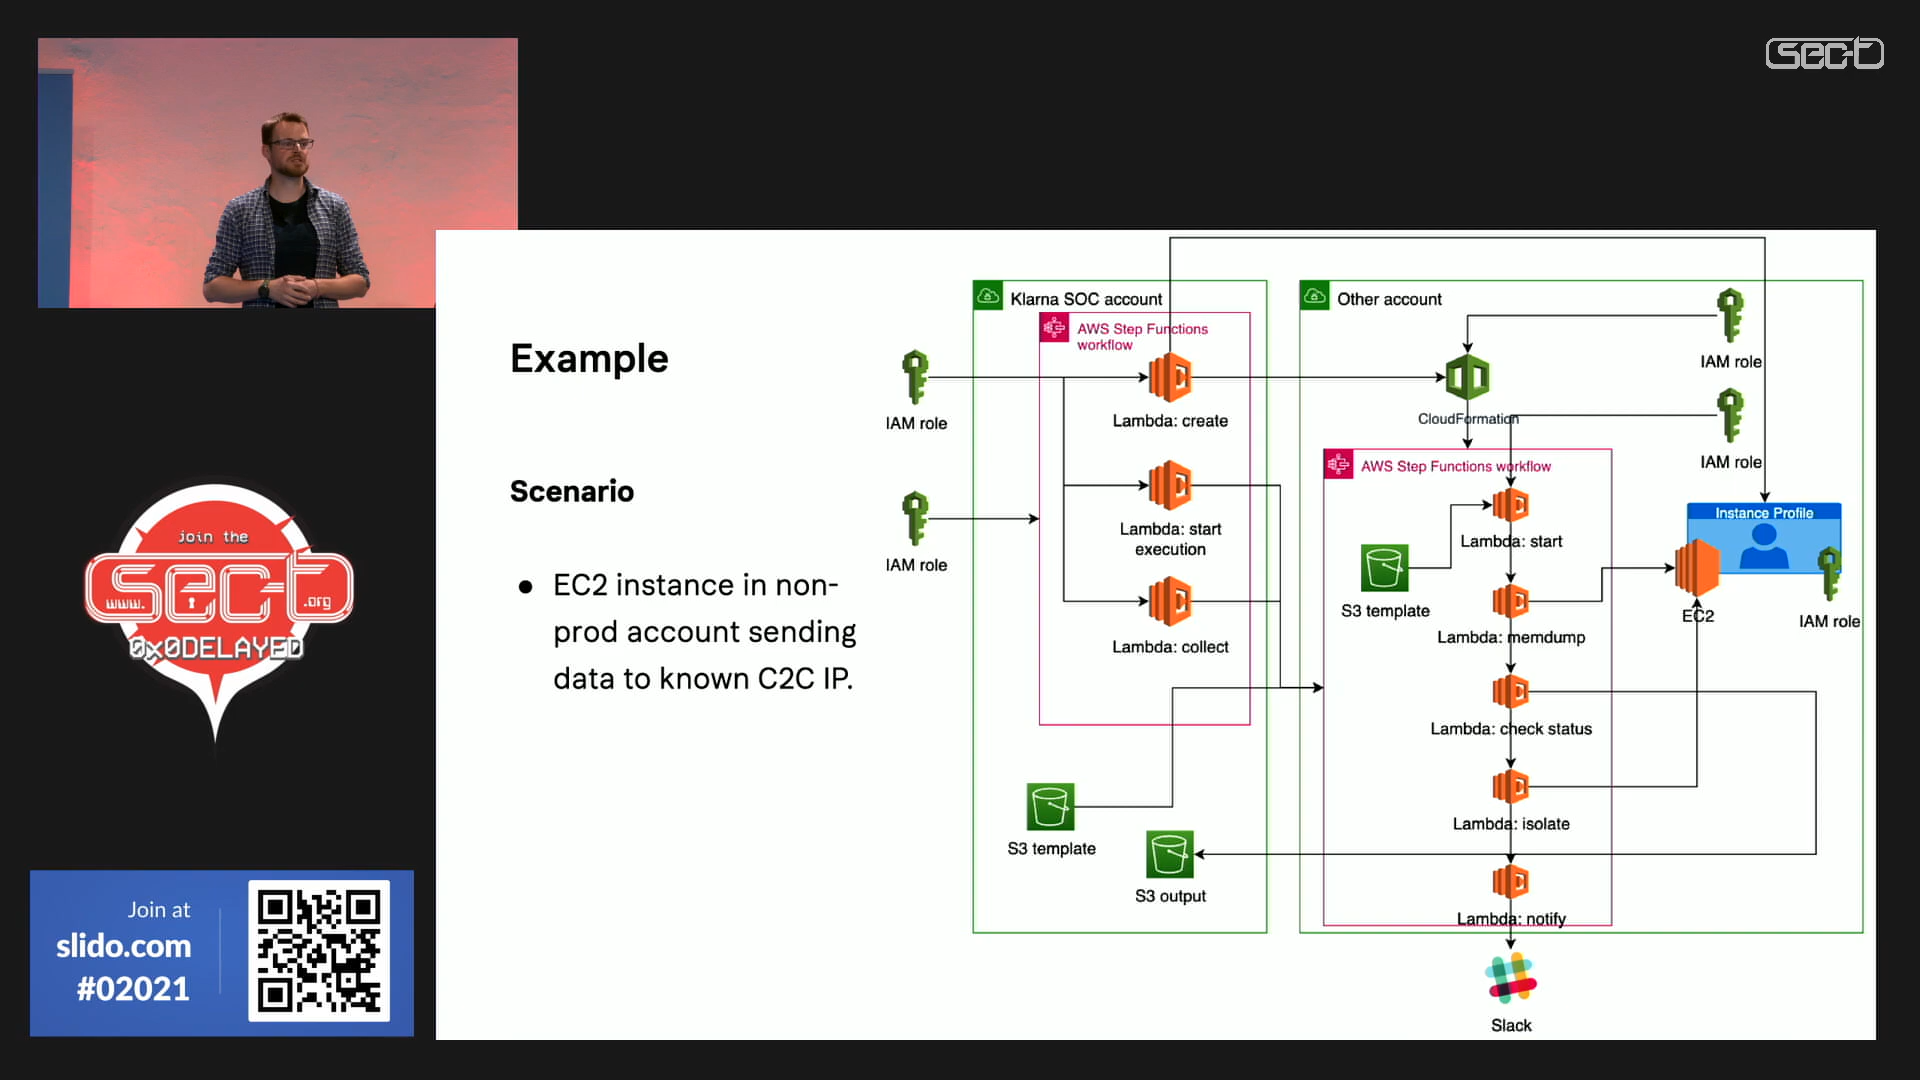 sec-t
Example
Scenario
● EC2 instance in non-
prod account sending
data to known C2C IP.
IAM role
IAM role
Klarna SOC account
AWS Step Functions
workflow
Lambda: create
Lambda: start
execution
Lambda: collect
S3 template
S3 output
Other account
IAM role
CloudFormation
IAM role
AWS Step Functions workflow
Instance Profile
Lambda: start
S3 template
EC2
IAM role
Lambda: memdump
Lambda: check status
Lambda: isolate
Lambda: notify
Slack
join the
sec-t
www.
.org
0x0DELAYED
Join at
slido.com
#02021